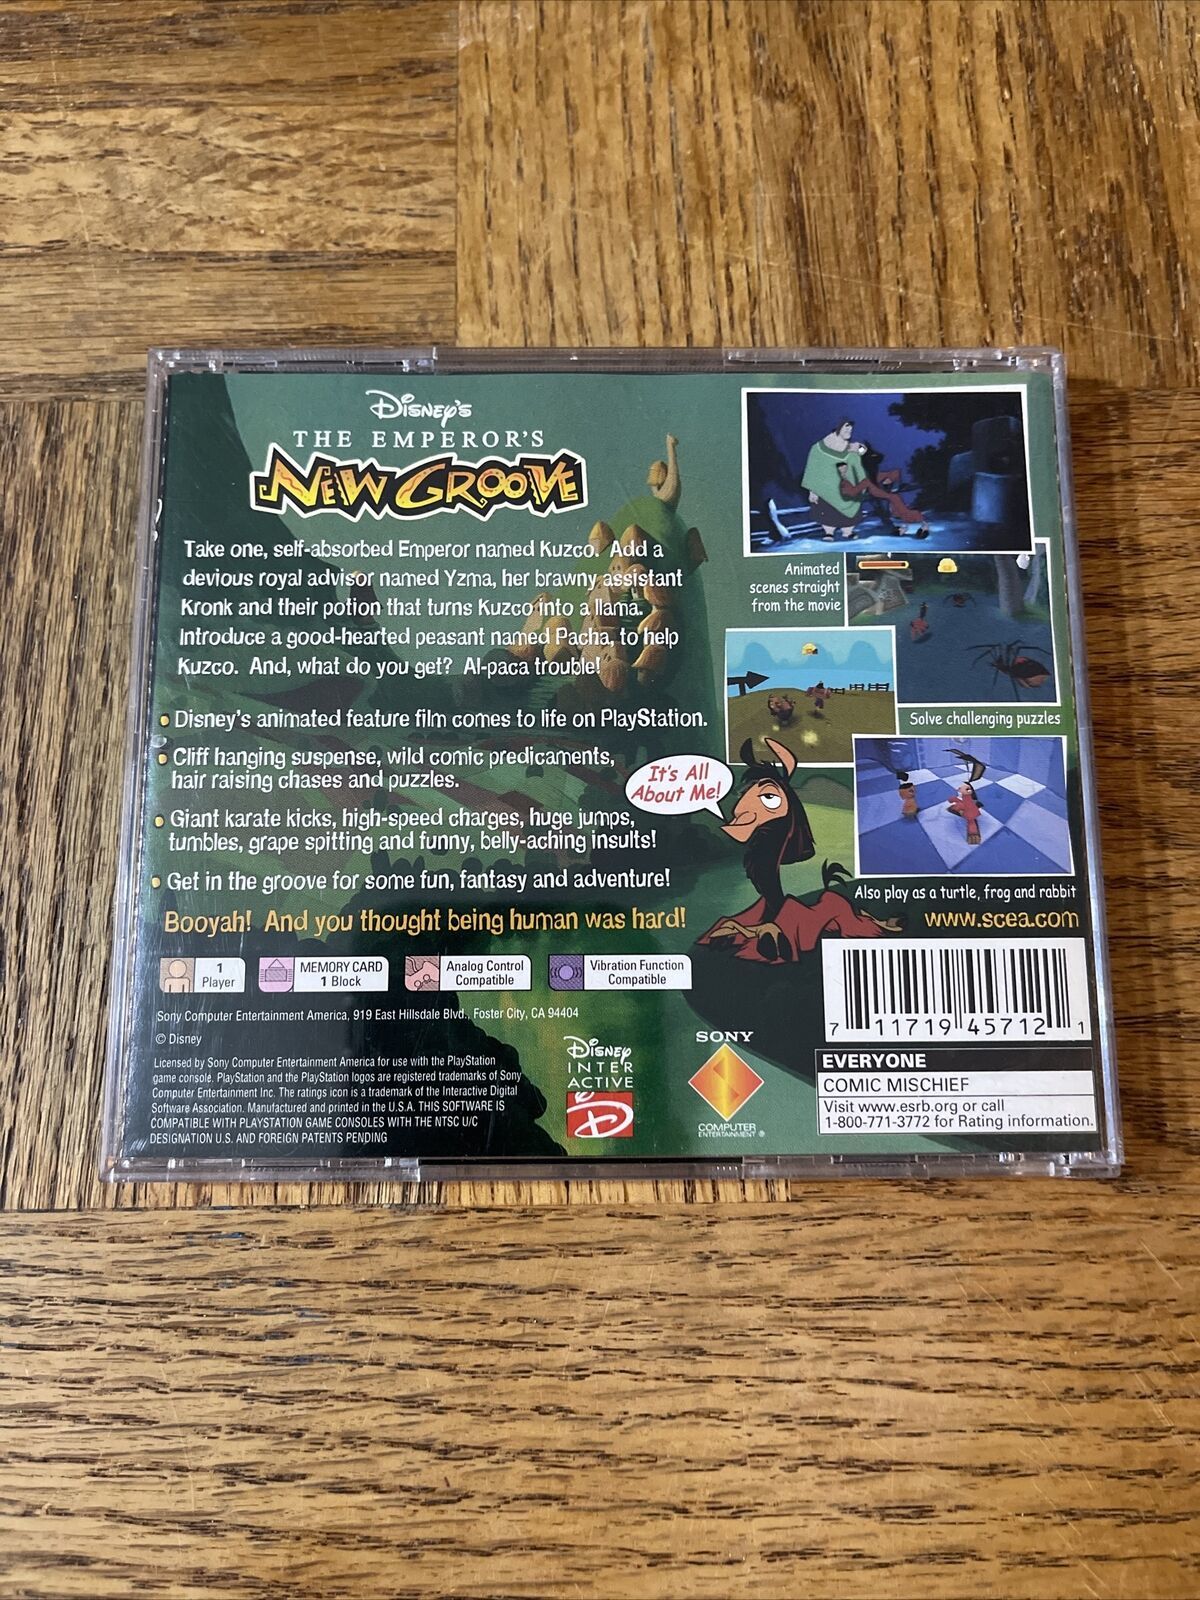 Disney's
THE EMPEROR'S
NEW GROOVE
Take one, self-absorbed Emperor named Kuzco. Add a
devious royal advisor named Yzma, her brawny assistant
Kronk and their potion that turns Kuzco into a llama.
Introduce a good-hearted peasant named Pacha, to help
Kuzco. And, what do you get? Al-paca trouble!
Disney's animated feature film comes to life on PlayStation.
Cliff hanging suspense, wild comic predicaments,
hair raising chases and puzzles.
Giant karate kicks, high-speed charges, huge jumps,
tumbles, grape spitting and funny, belly-aching insults!
Get in the groove for some fun, fantasy and adventure!
Booyah! And you thought being human was hard!
Animated
scenes straight
from the movie
Solve challenging puzzles
It's All
About Me!
Also play as a turtle, frog and rabbit
www.scea.com
1
Player
MEMORY CARD
1 Block
Analog Control
Compatible
Vibration Function
Compatible
Sony Computer Entertainment America, 919 East Hillsdale Blvd., Foster City, CA 94404
© Disney
Licensed by Sony Computer Entertainment America for use with the PlayStation
game console. PlayStation and the PlayStation logos are registered trademarks of Sony
Computer Entertainment Inc. The ratings icon is a trademark of the Interactive Digital
Software Association. Manufactured and printed in the U.S.A. THIS SOFTWARE IS
COMPATIBLE WITH PLAYSTATION GAME CONSOLES WITH THE NTSC U/C
DESIGNATION U.S. AND FOREIGN PATENTS PENDING
Disney
INTER
ACTIVE
D
SONY
COMPUTER
ENTERTAINMENT ®
7 11719 45712 1
EVERYONE
COMIC MISCHIEF
Visit www.esrb.org or call
1-800-771-3772 for Rating information.